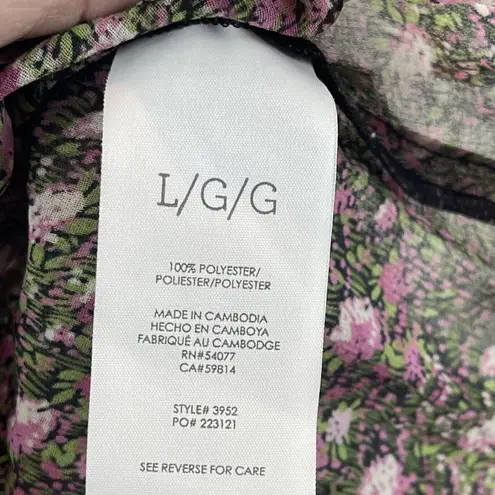 L/G/G
100% POLYESTER/
POLIESTER/POLYESTER
MADE IN CAMBODIA
HECHO EN CAMBOYA
FABRIQUÉ AU CAMBODGE
RN#54077
CA#59814
STYLE# 3952
PO# 223121
SEE REVERSE FOR CARE